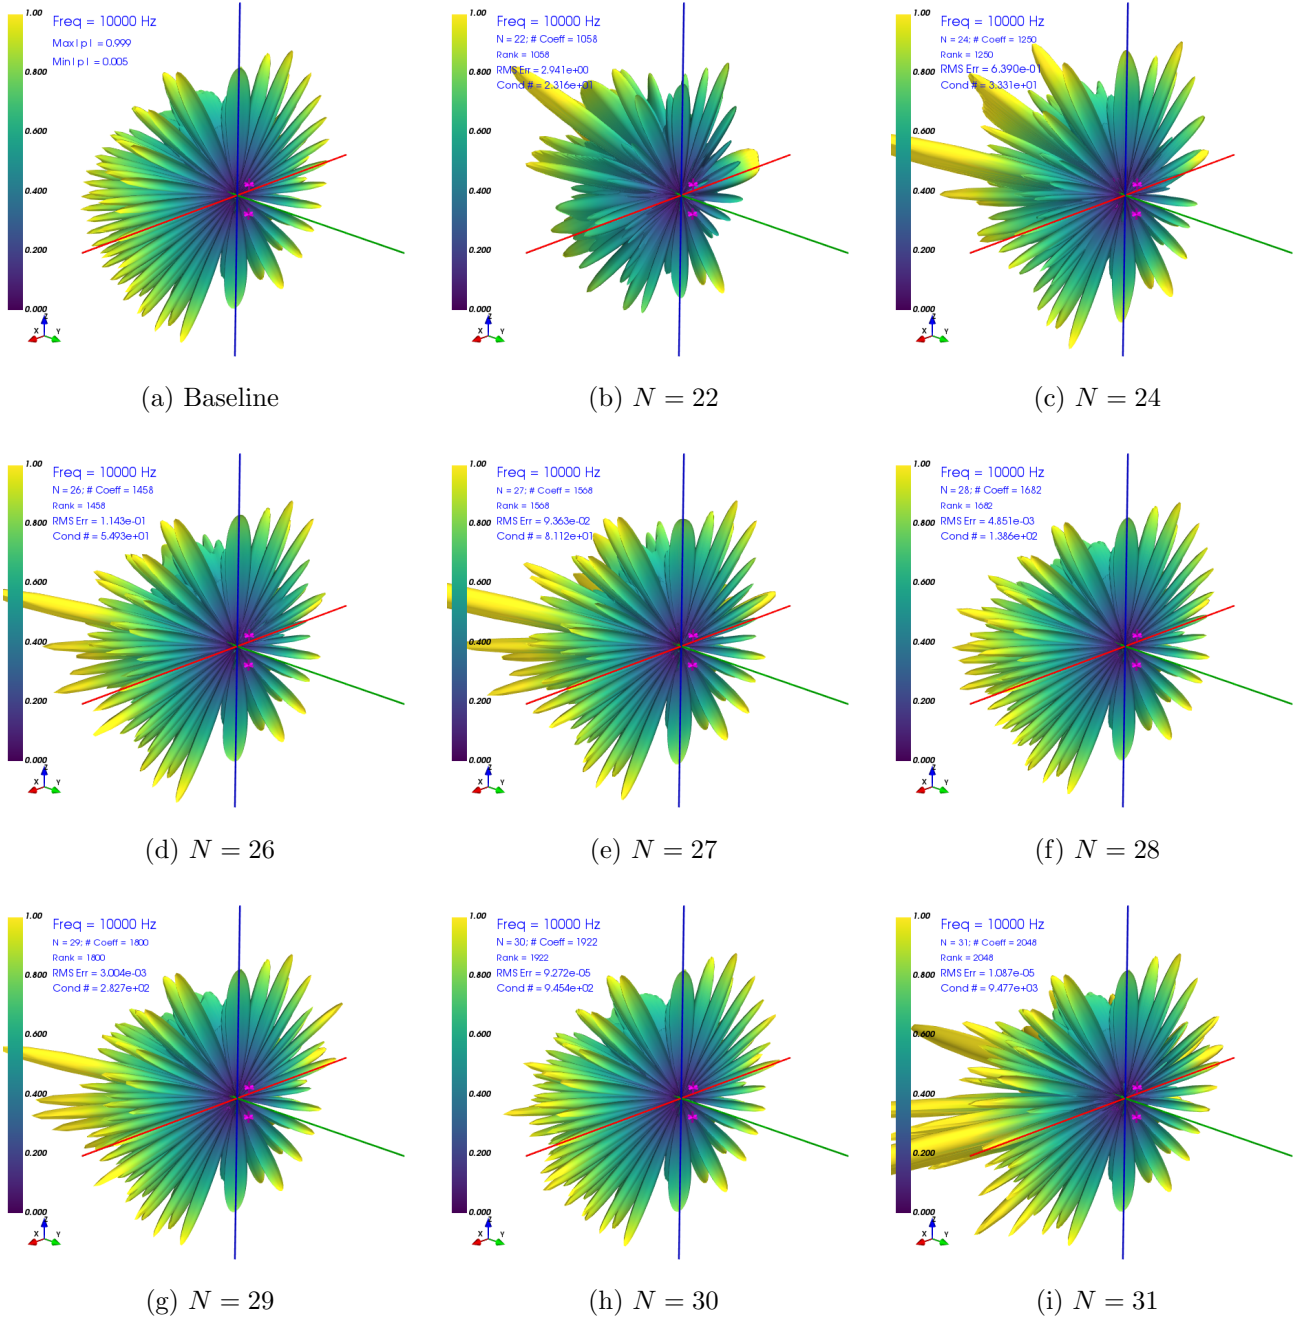 1.00
Freq = 10000 Hz
Max|p| = 0.999
Min|p| = 0.005
0.800
0.600
0.400
0.200
0.000
Z
X
Y
(a) Baseline
1.00
Freq = 10000 Hz
N = 22; # Coeff = 1058
Rank = 1058
RMS Err = 2.941e+00
Cond # = 2.316e+01
0.800
0.600
0.400
0.200
0.000
Z
X
Y
(b) N = 22
1.00
Freq = 10000 Hz
N = 24; # Coeff = 1250
Rank = 1250
RMS Err = 6.390e-01
Cond # = 3.331e+01
0.800
0.600
0.400
0.200
0.000
Z
X
Y
(c) N = 24
1.00
Freq = 10000 Hz
N = 26; # Coeff = 1458
Rank = 1458
RMS Err = 1.143e-01
Cond # = 5.493e+01
0.800
0.600
0.400
0.200
0.000
Z
X
Y
(d) N = 26
1.00
Freq = 10000 Hz
N = 27; # Coeff = 1568
Rank = 1568
RMS Err = 9.363e-02
Cond # = 8.112e+01
0.800
0.600
0.400
0.200
0.000
Z
X
Y
(e) N = 27
1.00
Freq = 10000 Hz
N = 28; # Coeff = 1682
Rank = 1682
RMS Err = 4.851e-03
Cond # = 1.386e+02
0.800
0.600
0.400
0.200
0.000
Z
X
Y
(f) N = 28
1.00
Freq = 10000 Hz
N = 29; # Coeff = 1800
Rank = 1800
RMS Err = 3.004e-03
Cond # = 2.827e+02
0.800
0.600
0.400
0.200
0.000
Z
X
Y
(g) N = 29
1.00
Freq = 10000 Hz
N = 30; # Coeff = 1922
Rank = 1922
RMS Err = 9.272e-05
Cond # = 9.454e+02
0.800
0.600
0.400
0.200
0.000
Z
X
Y
(h) N = 30
1.00
Freq = 10000 Hz
N = 31; # Coeff = 2048
Rank = 2048
RMS Err = 1.087e-05
Cond # = 9.477e+03
0.800
0.600
0.400
0.200
0.000
Z
X
Y
(i) N = 31